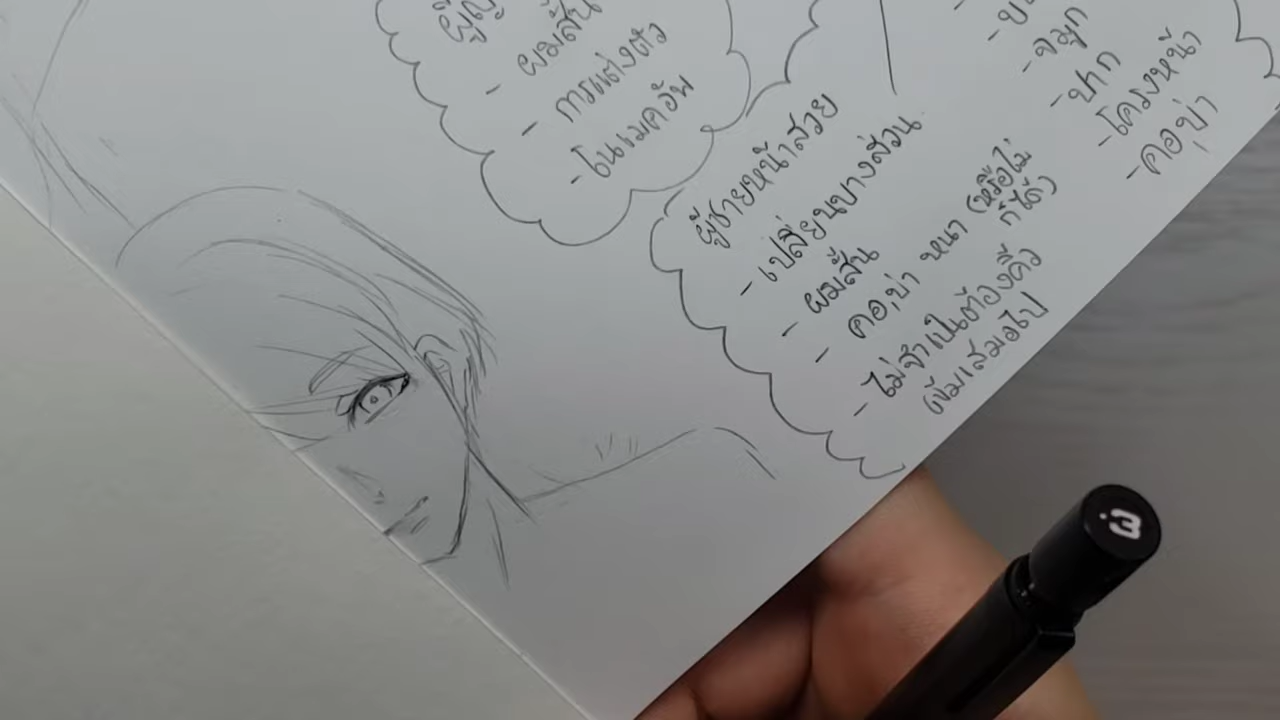 - ผมสั้น
- การแต่งตัว
- โนเมคอัพ
ผู้ชายหน้าสวย
- เปลี่ยนบางส่วน
- ผมสั้น
- คอ,บ่า หนา (หรือไม่
ก็ได้)
- ไม่จำเป็นต้องคิ้ว
เข้มเสมอไป
- จมูก
- ปาก
- โครงหน้า
- คอ,บ่า